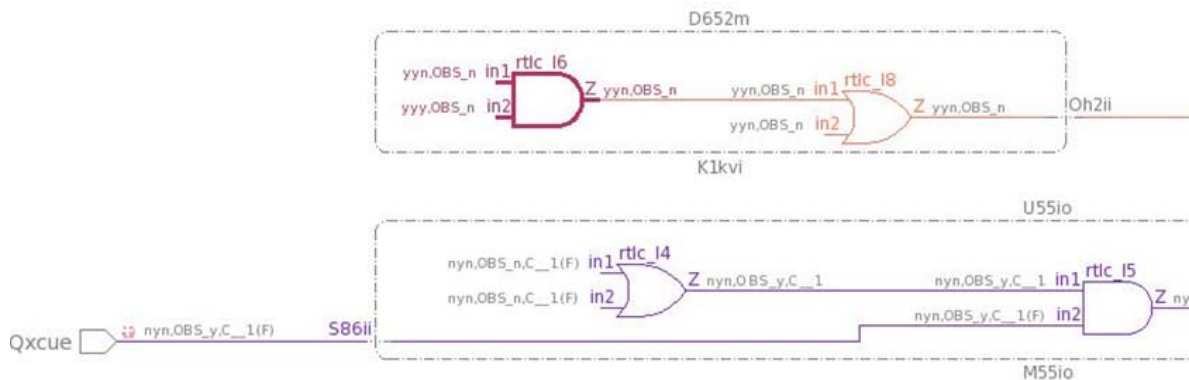 D652m
rtlc_I6
rtlc_I8
yyn,OBS_n in1
Z yyn,OBS_n
yyn,OBS_n in1
Z yyn,OBS_n
Oh2ii
yyy,OBS_n in2
yyn,OBS_n in2
K1kvi
U55io
nyn,OBS_n,C__1(F) in1
rtlc_I4
Z nyn,OBS_y,C__1
nyn,OBS_y,C__1 in1
rtlc_I5
nyn,OBS_n,C__1(F) in2
Z ny
nyn,OBS_y,C__1(F) in2
Qxcue
nyn,OBS_y,C__1(F)
S86ii
M55io